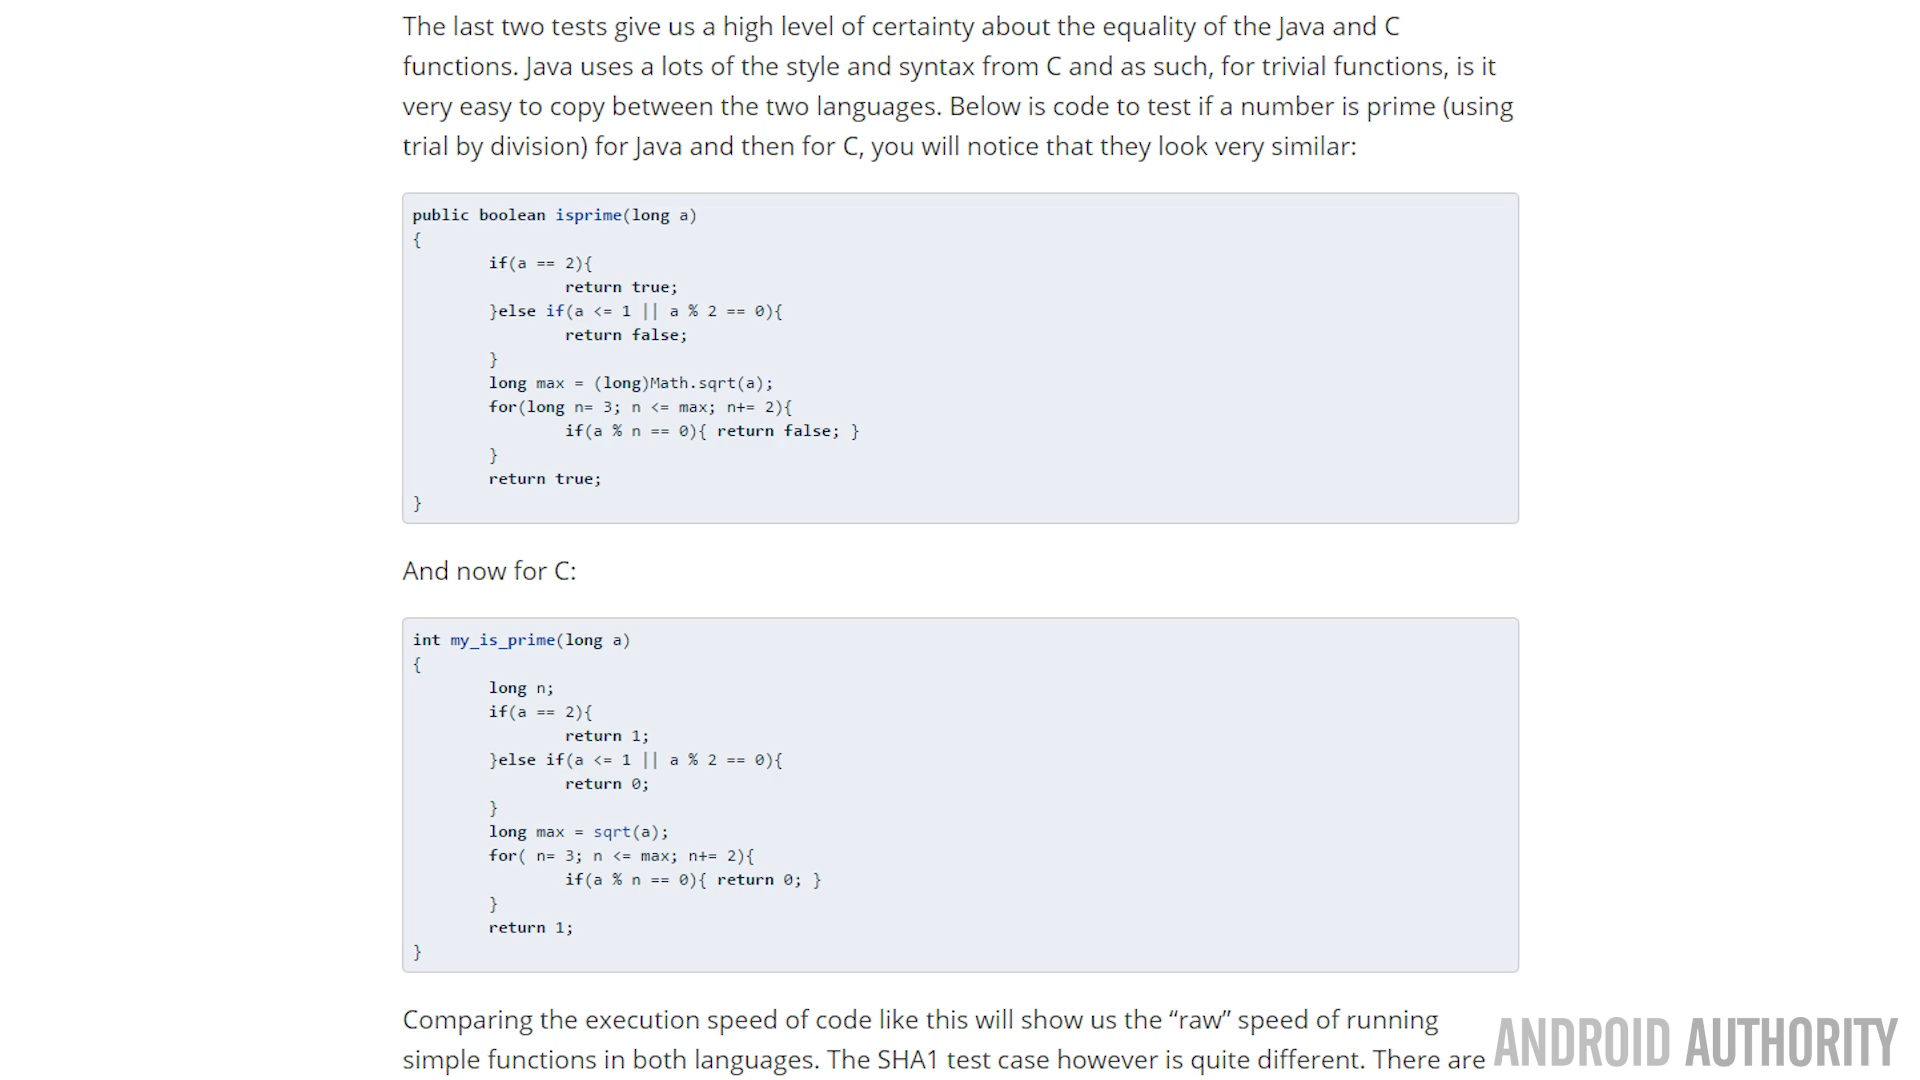 The last two tests give us a high level of certainty about the equality of the Java and C
functions. Java uses a lots of the style and syntax from C and as such, for trivial functions, is it
very easy to copy between the two languages. Below is code to test if a number is prime (using
trial by division) for Java and then for C, you will notice that they look very similar:
public boolean isprime(long a)
{
        if(a == 2){
                return true;
        }else if(a <= 1 || a % 2 == 0){
                return false;
        }
        long max = (long)Math.sqrt(a);
        for(long n= 3; n <= max; n+= 2){
                if(a % n == 0){ return false; }
        }
        return true;
}
And now for C:
int my_is_prime(long a)
{
        long n;
        if(a == 2){
                return 1;
        }else if(a <= 1 || a % 2 == 0){
                return 0;
        }
        long max = sqrt(a);
        for( n= 3; n <= max; n+= 2){
                if(a % n == 0){ return 0; }
        }
        return 1;
}
Comparing the execution speed of code like this will show us the “raw” speed of running
simple functions in both languages. The SHA1 test case however is quite different. There are
ANDROID AUTHORITY